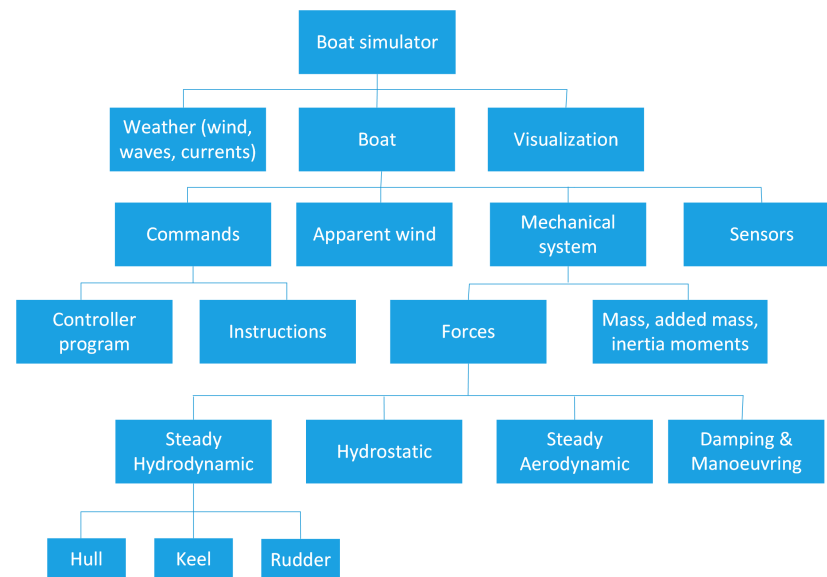 Boat simulator
Weather (wind,
waves, currents)
Boat
Visualization
Commands
Apparent wind
Mechanical
system
Sensors
Controller
program
Instructions
Forces
Mass, added mass,
inertia moments
Steady
Hydrodynamic
Hydrostatic
Steady
Aerodynamic
Damping &
Manoeuvring
Hull
Keel
Rudder